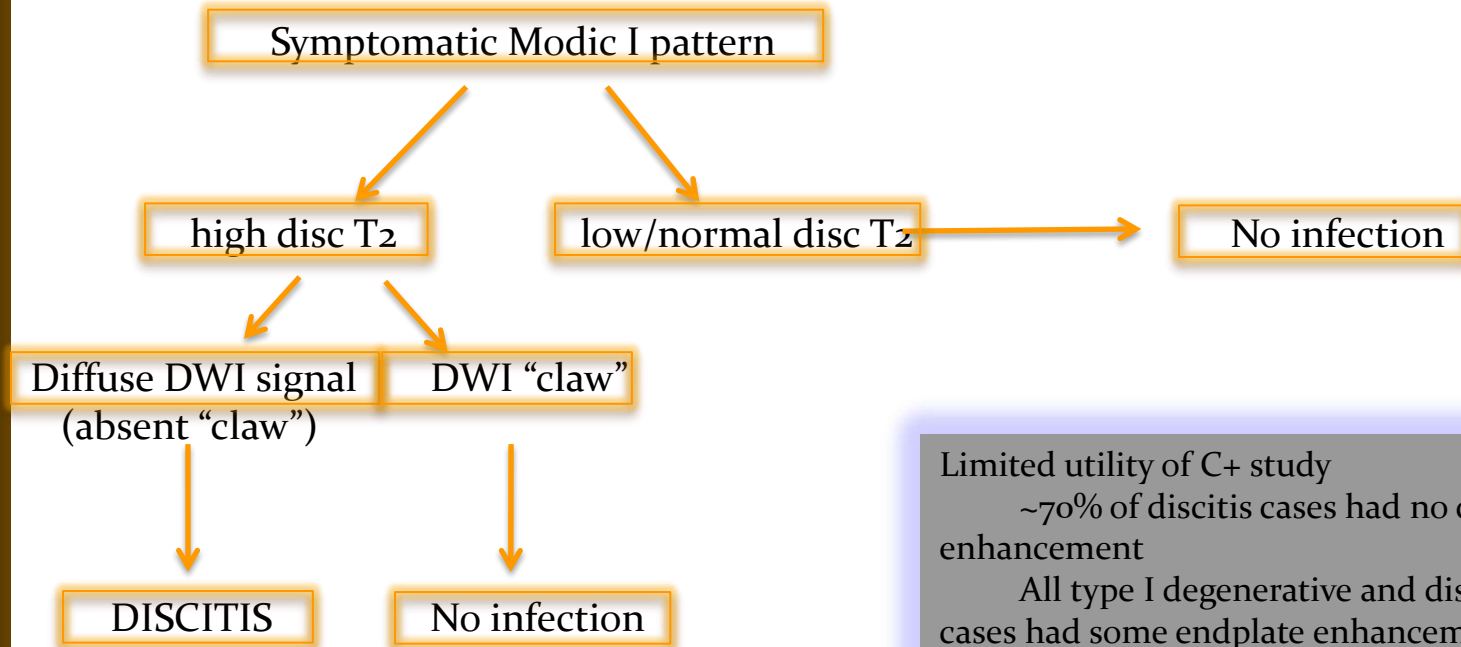 Symptomatic Modic I pattern
high disc T2
low/normal disc T2
No infection
Diffuse DWI signal
(absent “claw”)
DWI “claw”
DISCITIS
No infection
Limited utility of C+ study
~70% of discitis cases had no
enhancement
All type I degenerative and
cases had some endplate